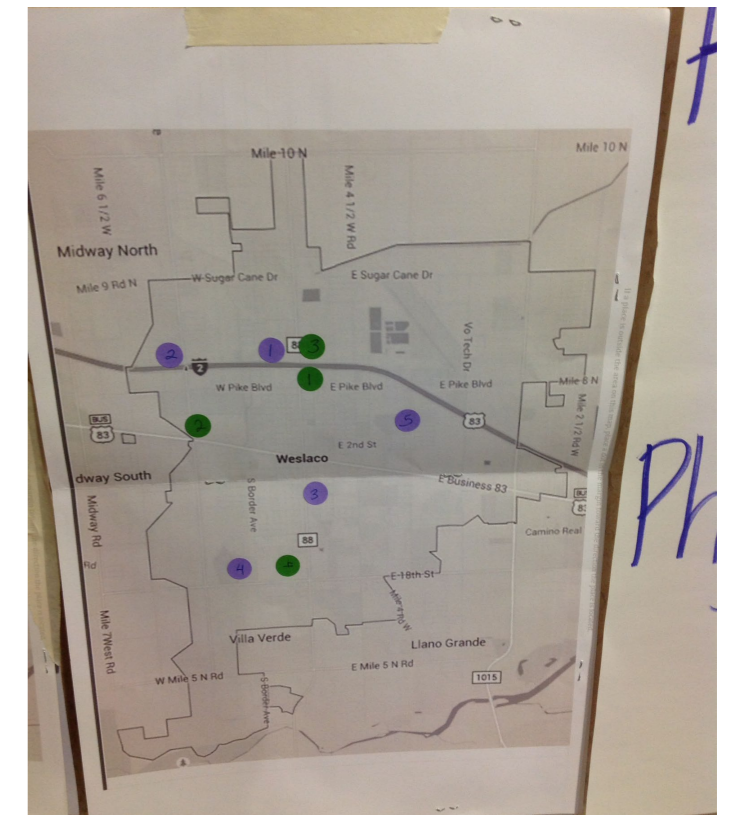 Mile 10 N
Mile 10 N
Mile 6 1/2 W
Mile 4 1/2 W Rd
Midway North
Mile 9 Rd N
W Sugar Cane Dr
E Sugar Cane Dr
Vo Tech Dr
2
1
88
3
2
W Pike Blvd
1
E Pike Blvd
E Pike Blvd
Mile 8 N
Mile 2 1/2 Rd W
BUS
83
2
5
83
E 2nd St
Weslaco
dway South
E Business 83
BU
83
Midway Rd
S Border Ave
3
88
Camino Real
Rd
4
E 18th St
Mile 7 West Rd
Villa Verde
Llano Grande
W Mile 5 N Rd
E Mile 5 N Rd
S Border Ave
1015
Ph